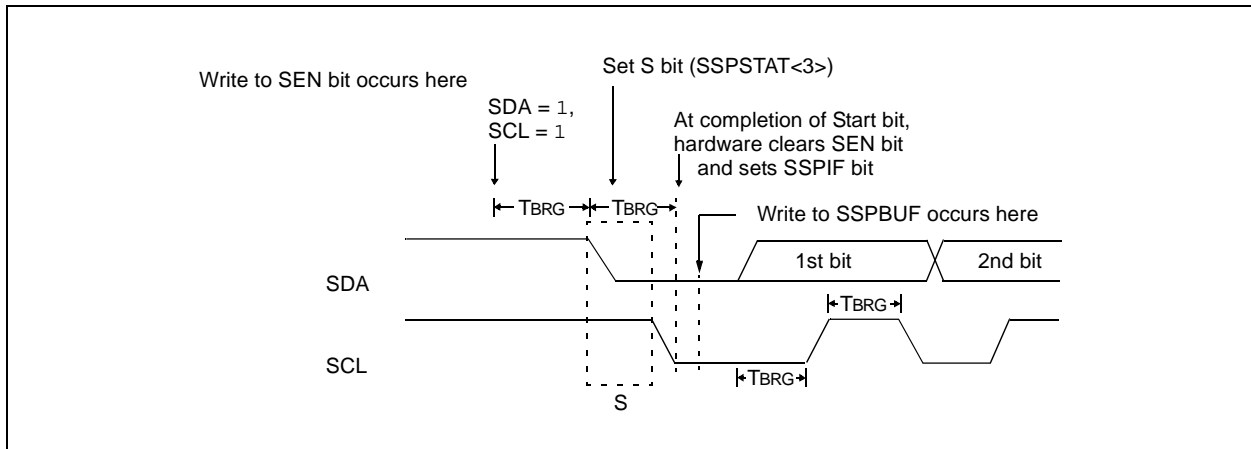 Set S bit (SSPSTAT<3>)
Write to SEN bit occurs here
SDA = 1,
SCL = 1
At completion of Start bit,
hardware clears SEN bit
and sets SSPIF bit
TBRG
TBRG
Write to SSPBUF occurs here
1st bit
2nd bit
SDA
TBRG
SCL
TBRG
S